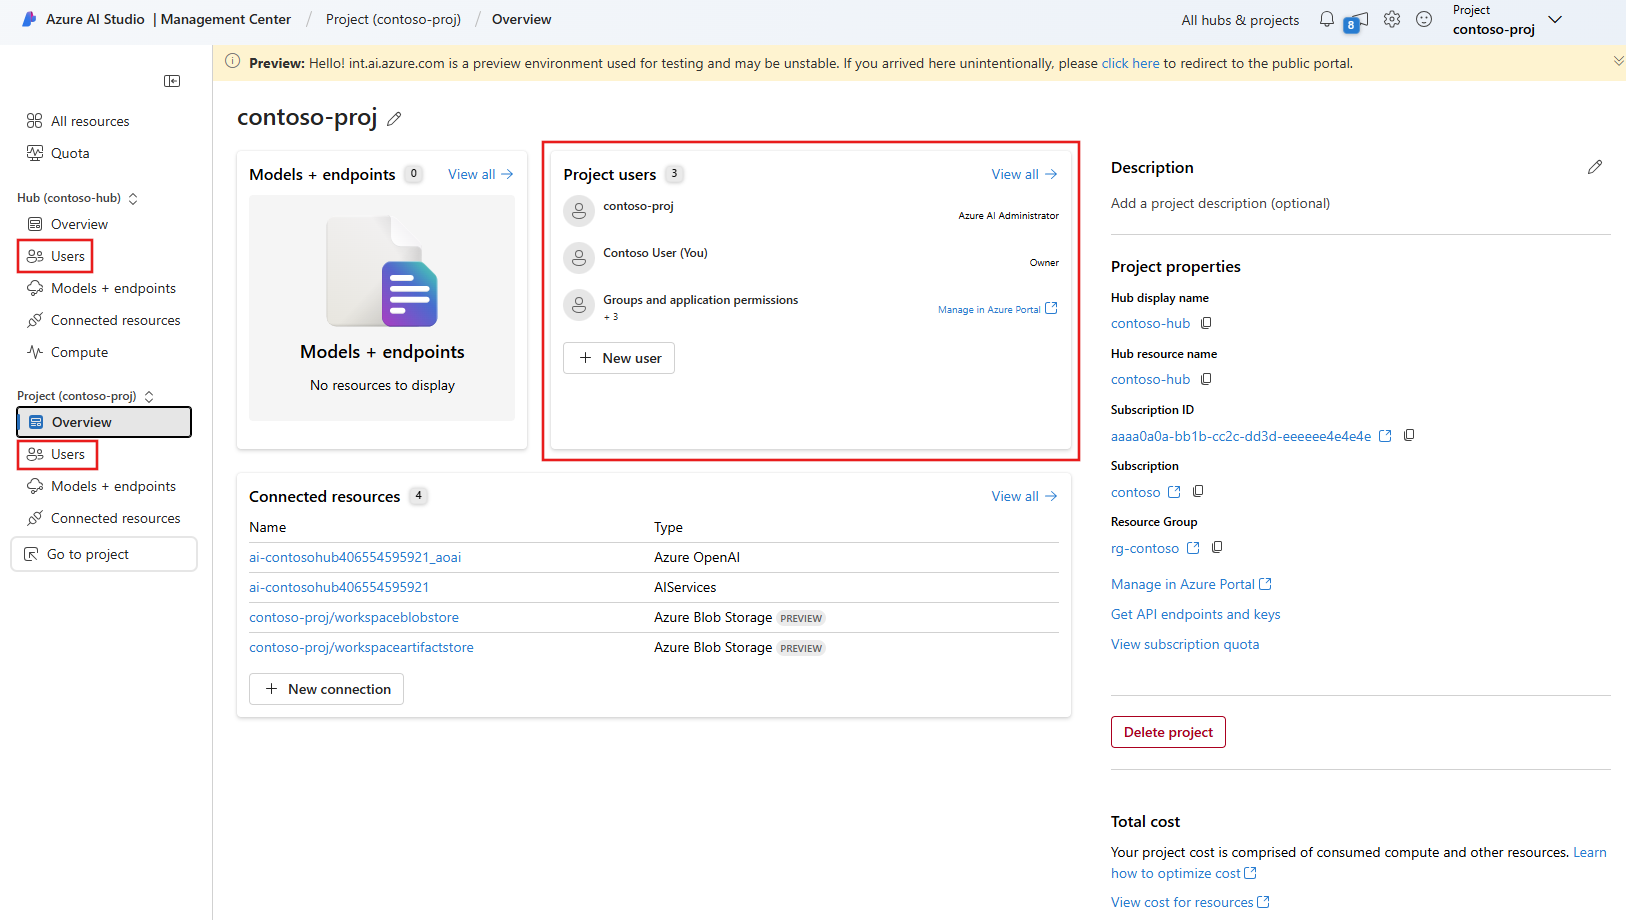 Azure AI Studio | Management Center / Project (contoso-proj) / Overview
All hubs & projects
8
Project
contoso-proj
Preview: Hello! int.ai.azure.com is a preview environment used for testing and may be unstable. If you arrived here unintentionally, please click here to redirect to the public portal.
All resources
Quota
Hub (contoso-hub)
Overview
Users
Models + endpoints
Connected resources
Compute
Project (contoso-proj)
Overview
Users
Models + endpoints
Connected resources
Go to project
contoso-proj
Models + endpoints 0 View all
Models + endpoints
No resources to display
Project users 3 View all
contoso-proj
Azure AI Administrator
Contoso User (You)
Owner
Groups and application permissions
+ 3
Manage in Azure Portal
+ New user
Connected resources 4 View all
Name Type
ai-contosohub406554595921_aoai Azure OpenAI
ai-contosohub406554595921 AIServices
contoso-proj/workspaceblobstore Azure Blob Storage PREVIEW
contoso-proj/workspaceartifactstore Azure Blob Storage PREVIEW
+ New connection
Description
Add a project description (optional)
Project properties
Hub display name
contoso-hub
Hub resource name
contoso-hub
Subscription ID
aaaa0a0a-bb1b-cc2c-dd3d-eeeeee4e4e4e
Subscription
contoso
Resource Group
rg-contoso
Manage in Azure Portal
Get API endpoints and keys
View subscription quota
Delete project
Total cost
Your project cost is comprised of consumed compute and other resources. Learn
how to optimize cost
View cost for resources